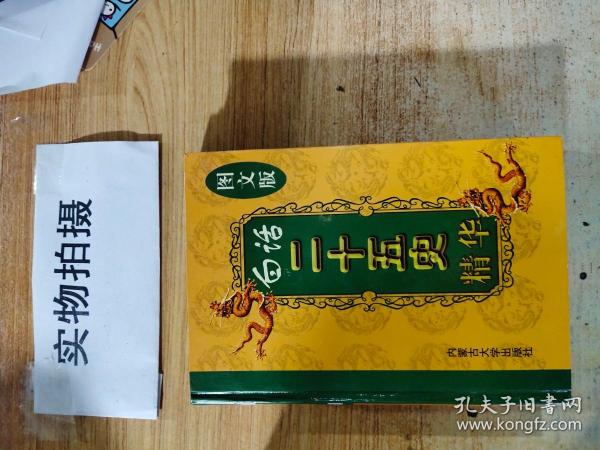 实物拍摄
图文版
白话
二十五史
精华
内蒙古大学出版社
孔夫子旧书网
www.kongfz.com